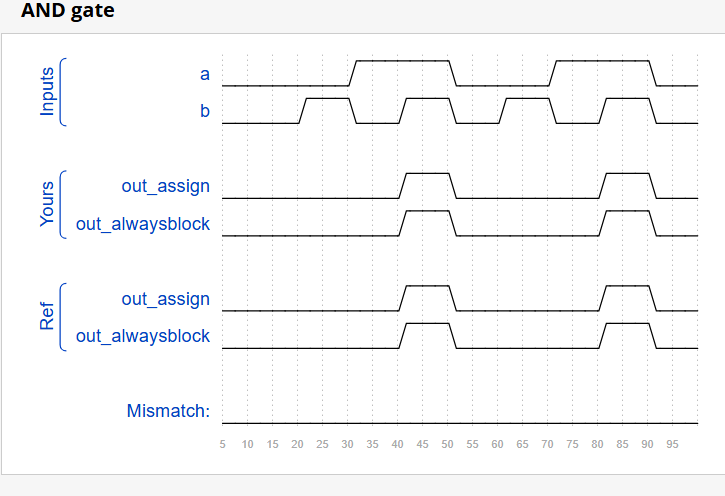 AND gate
Inputs
a
b
Yours
out_assign
out_alwaysblock
Ref
out_assign
out_alwaysblock
Mismatch:
5 10 15 20 25 30 35 40 45 50 55 60 65 70 75 80 85 90 95